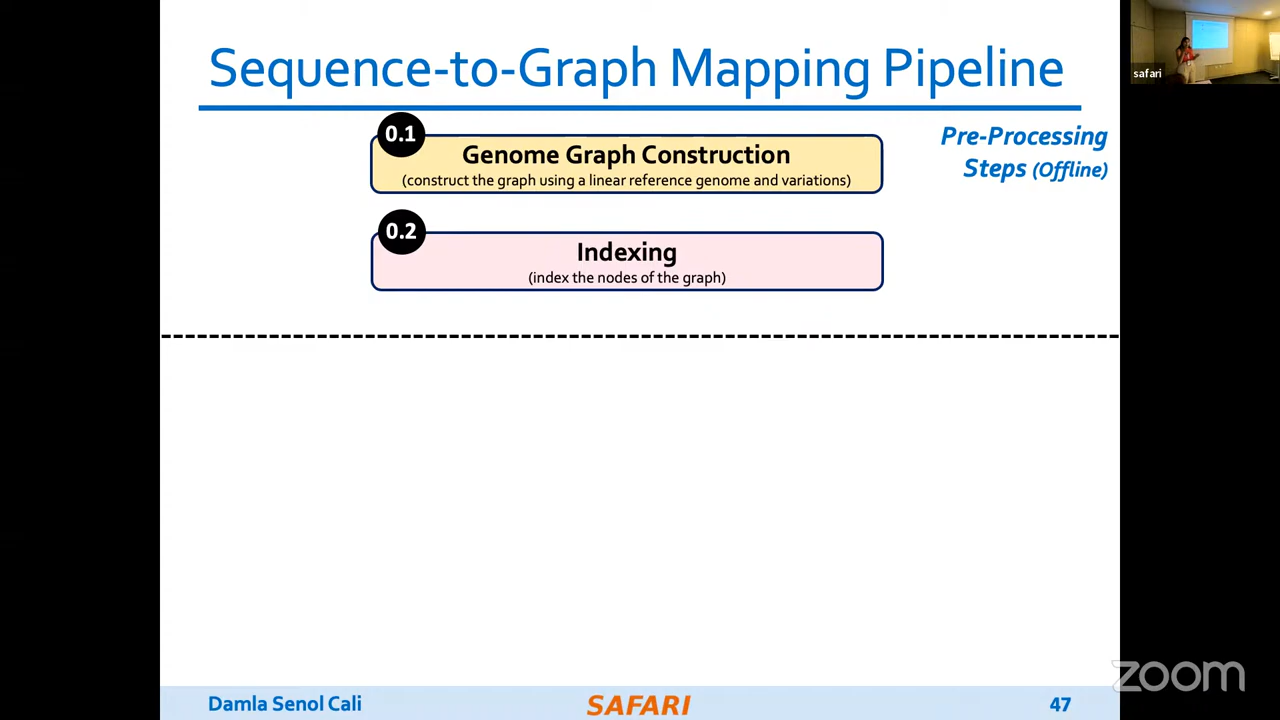 Sequence-to-Graph Mapping Pipeline
safari
0.1
Genome Graph Construction
(construct the graph using a linear reference genome and variations)
Pre-Processing
Steps (Offline)
0.2
Indexing
(index the nodes of the graph)
zoom
Damla Senol Cali
SAFARI
47